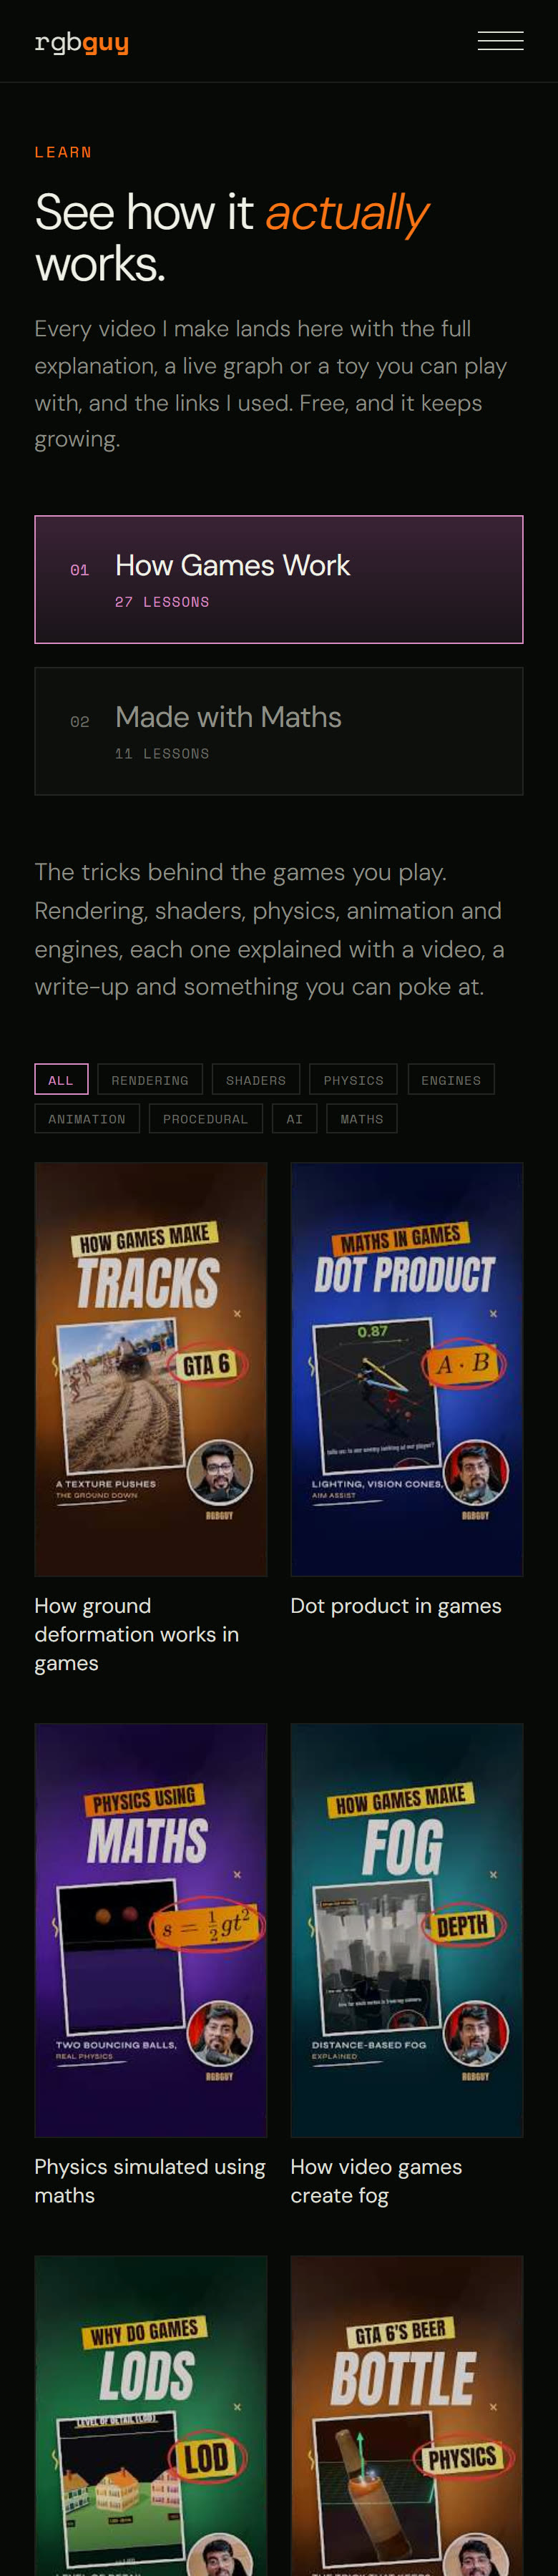 rgbguy
LEARN
See how it actually
works.
Every video I make lands here with the full
explanation, a live graph or a toy you can play
with, and the links I used. Free, and it keeps
growing.
01 How Games Work
27 LESSONS
02 Made with Maths
11 LESSONS
The tricks behind the games you play.
Rendering, shaders, physics, animation and
engines, each one explained with a video, a
write-up and something you can poke at.
ALL RENDERING SHADERS PHYSICS ENGINES
ANIMATION PROCEDURAL AI MATHS
HOW GAMES MAKE
TRACKS
GTA 6
A TEXTURE PUSHES
THE GROUND DOWN
RGBGUY
How ground
deformation works in
games
MATHS IN GAMES
DOT PRODUCT
0.87
A · B
LIGHTING, VISION CONES,
AIM ASSIST
RGBGUY
Dot product in games
PHYSICS USING
MATHS
s = 1/2 gt²
TWO BOUNCING BALLS,
REAL PHYSICS
RGBGUY
Physics simulated using
maths
HOW GAMES MAKE
FOG
DEPTH
DISTANCE-BASED FOG
EXPLAINED
RGBGUY
How video games
create fog
WHY DO GAMES
LODS
LEVEL OF DETAIL (LOD)
LOD
GTA 6'S BEER
BOTTLE
PHYSICS